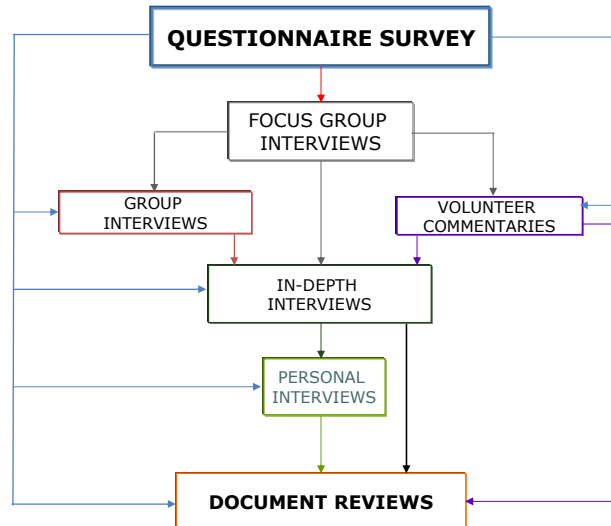 QUESTIONNAIRE SURVEY
FOCUS GROUP
INTERVIEWS
GROUP
INTERVIEWS
VOLUNTEER
COMMENTARIES
IN-DEPTH
INTERVIEWS
PERSONAL
INTERVIEWS
DOCUMENT REVIEWS